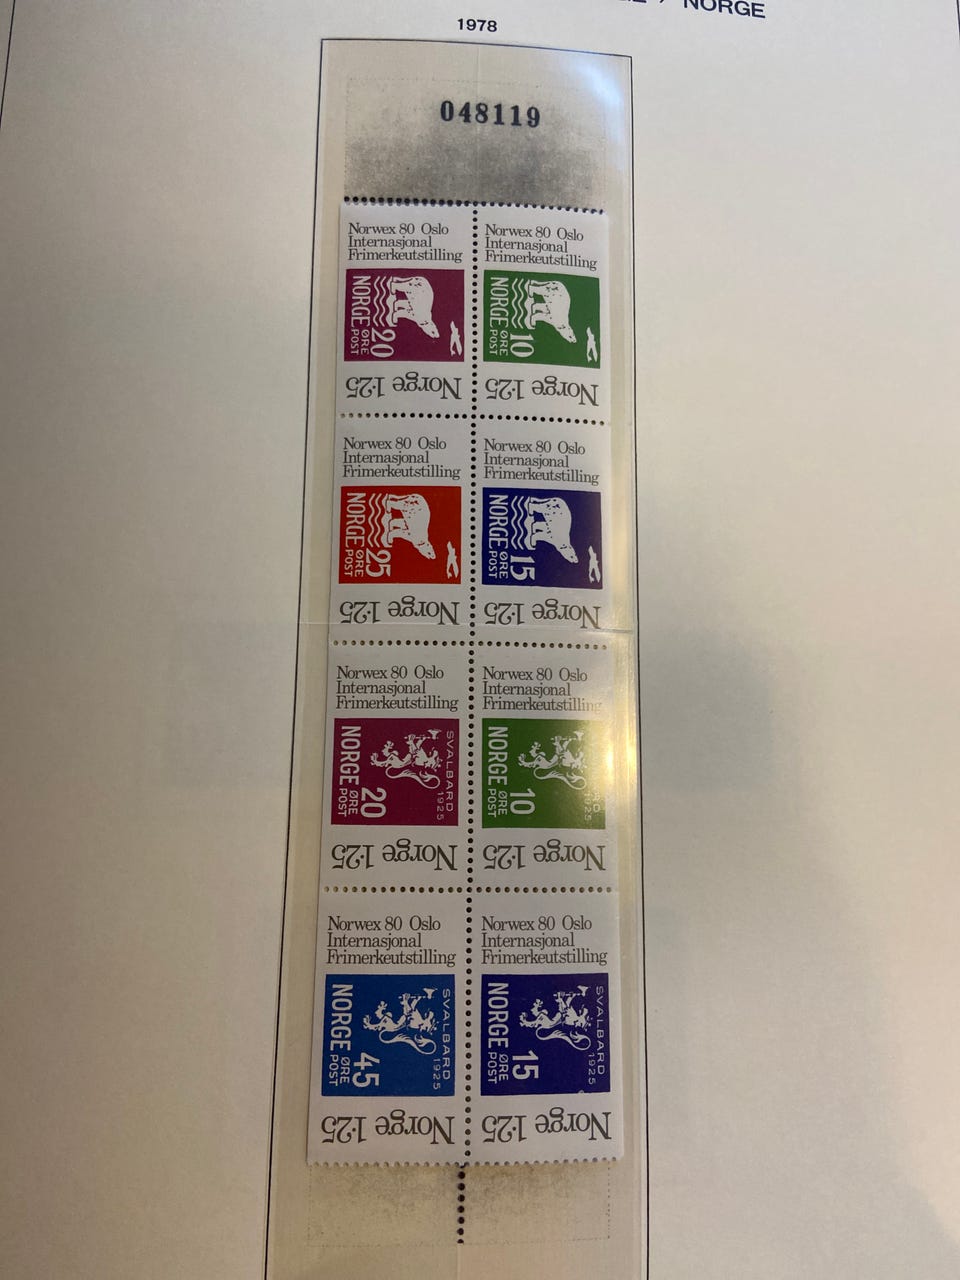 NORGE
1978
048119
Norwex 80 Oslo
Internasjonal
Frimerkeutstilling
NORGE
20 ØRE
POST
Norge 1·25
Norwex 80 Oslo
Internasjonal
Frimerkeutstilling
NORGE
10 ØRE
POST
Norge 1·25
Norwex 80 Oslo
Internasjonal
Frimerkeutstilling
NORGE
25 ØRE
POST
Norge 1·25
Norwex 80 Oslo
Internasjonal
Frimerkeutstilling
NORGE
15 ØRE
POST
Norge 1·25
Norwex 80 Oslo
Internasjonal
Frimerkeutstilling
SVALBARD
1925
NORGE
20 ØRE
POST
Norge 1·25
Norwex 80 Oslo
Internasjonal
Frimerkeutstilling
1925
NORGE
10 ØRE
POST
Norge 1·25
Norwex 80 Oslo
Internasjonal
Frimerkeutstilling
SVALBARD
1925
NORGE
45 ØRE
POST
Norge 1·25
Norwex 80 Oslo
Internasjonal
Frimerkeutstilling
SVALBARD
1925
NORGE
15 ØRE
POST
Norge 1·25